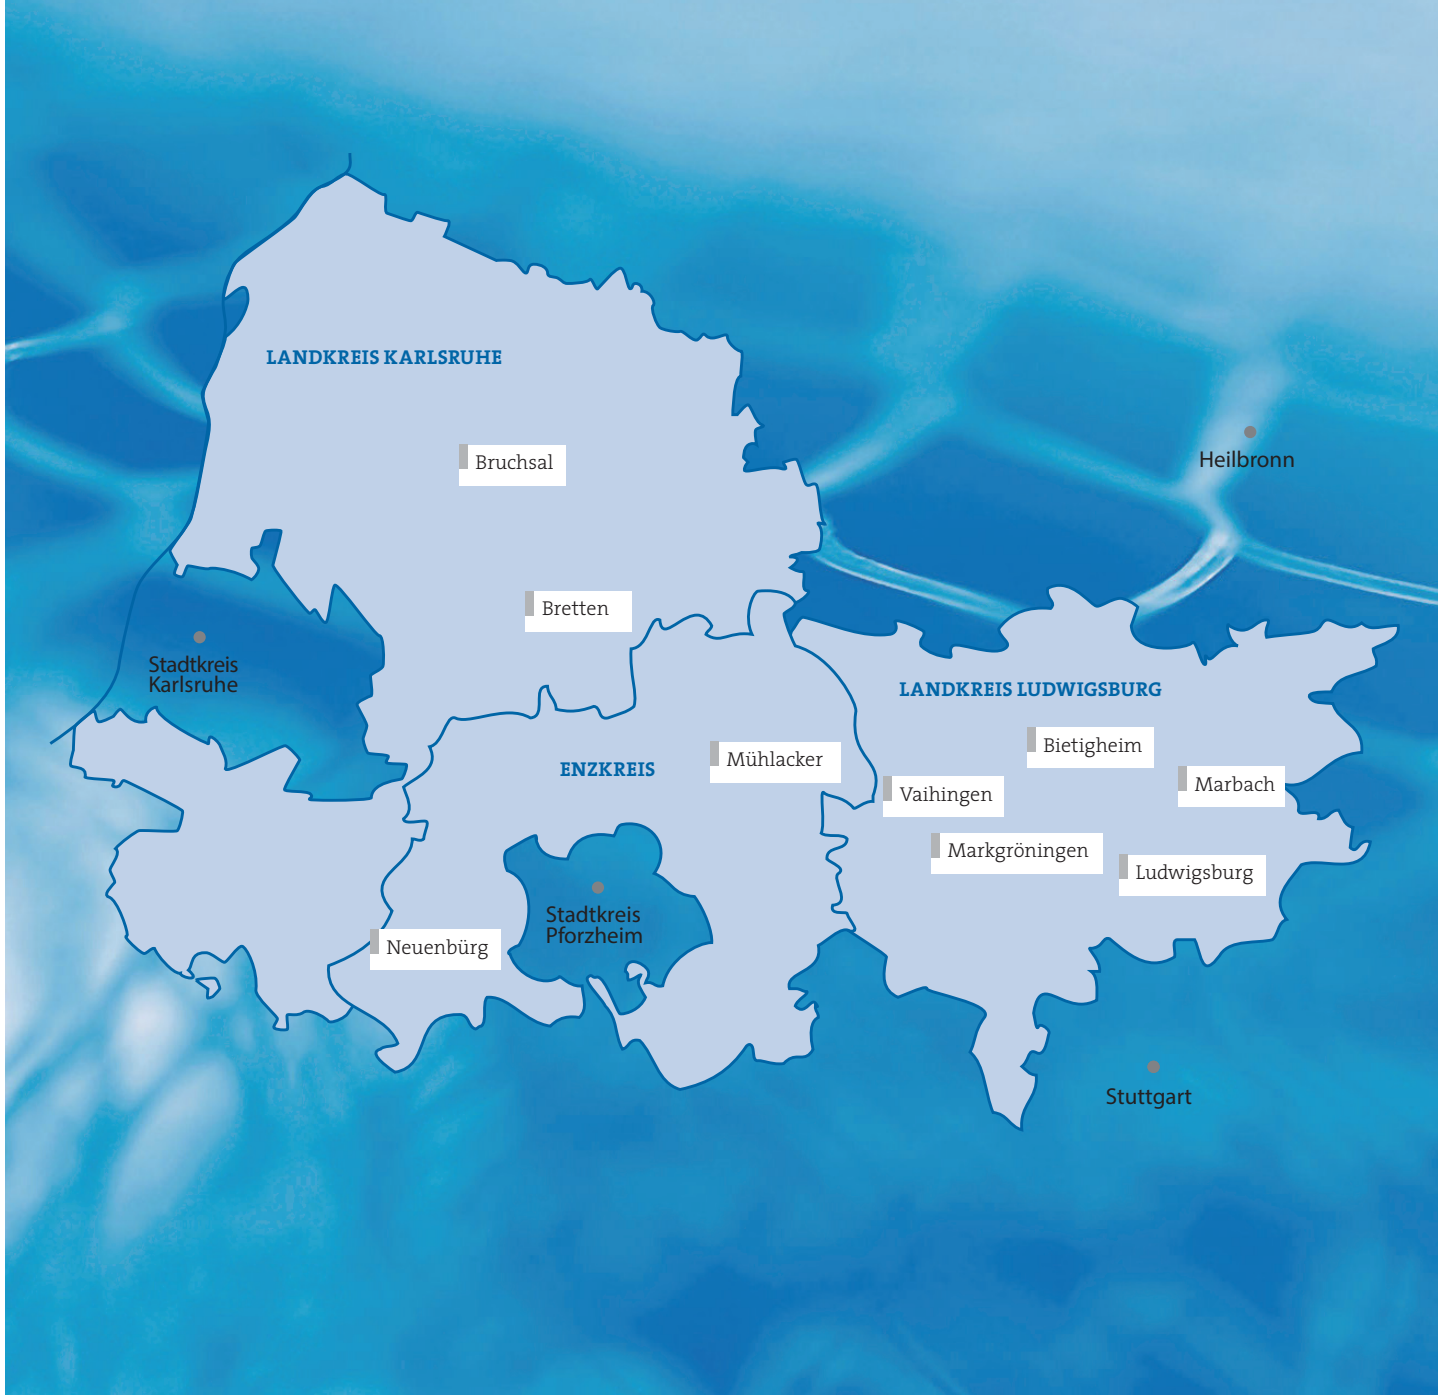 LANDKREIS KARLSRUHE
Bruchsal
Heilbronn
Bretten
Stadtkreis
Karlsruhe
LANDKREIS LUDWIGSBURG
Bietigheim
Mühlacker
ENZKREIS
Marbach
Vaihingen
Markgröningen
Ludwigsburg
Stadtkreis
Pforzheim
Neuenbürg
Stuttgart